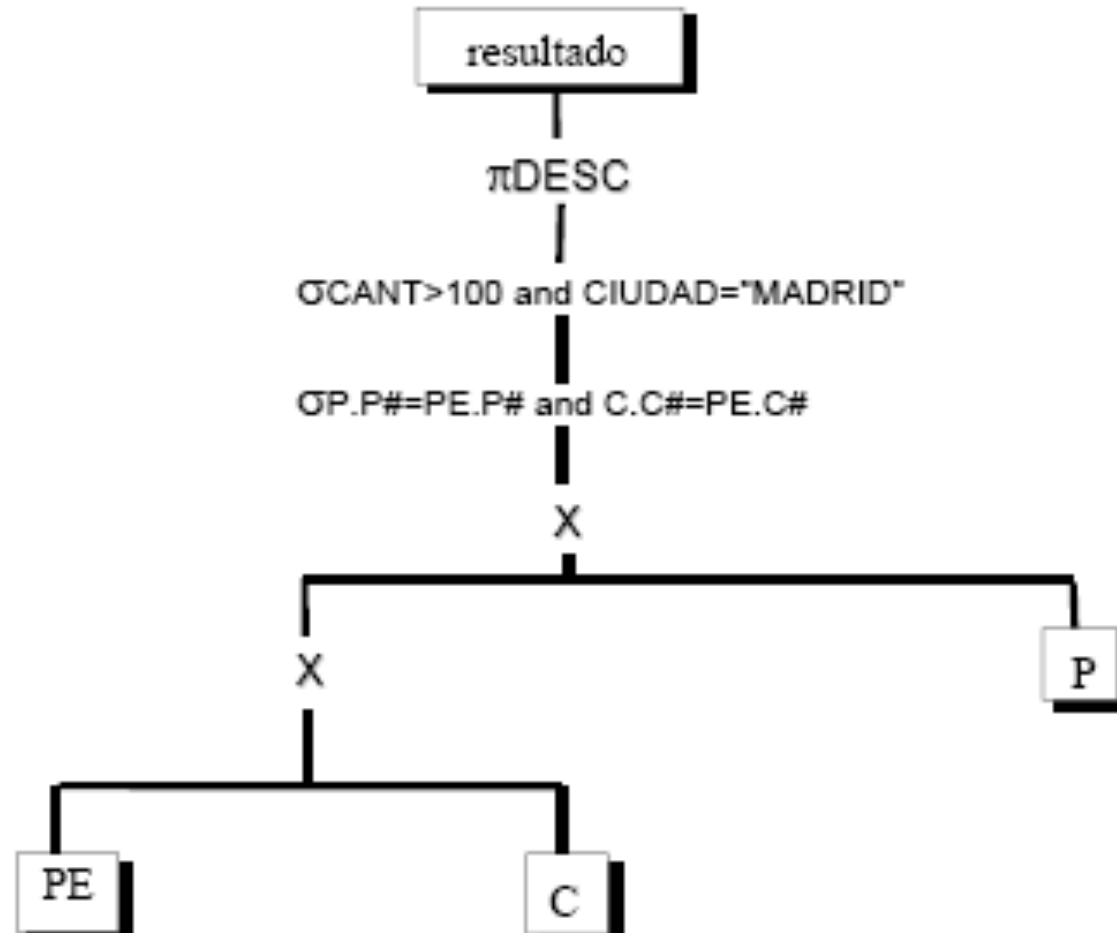 resultado
πDESC
σCANT>100 and CIUDAD="MADRID"
σP.P#=PE.P# and C.C#=PE.C#
X
X
P
PE
C